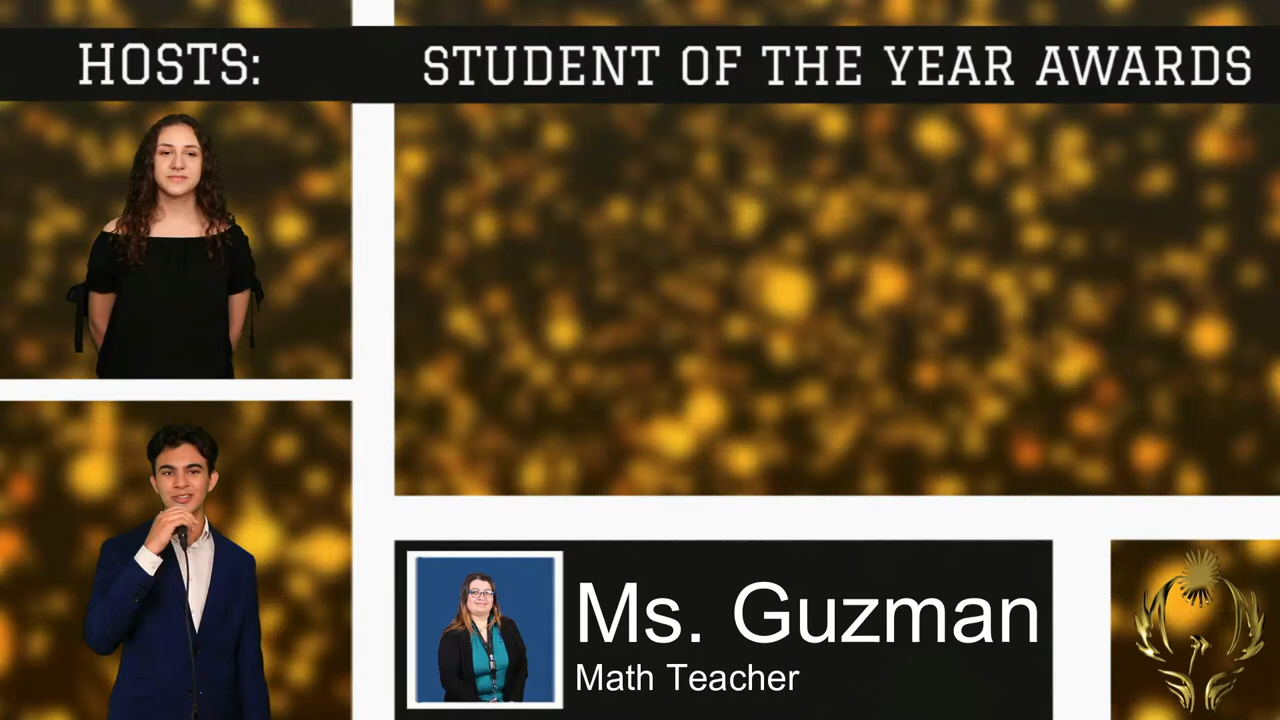 HOSTS:
STUDENT OF THE YEAR AWARDS
Ms. Guzman
Math Teacher